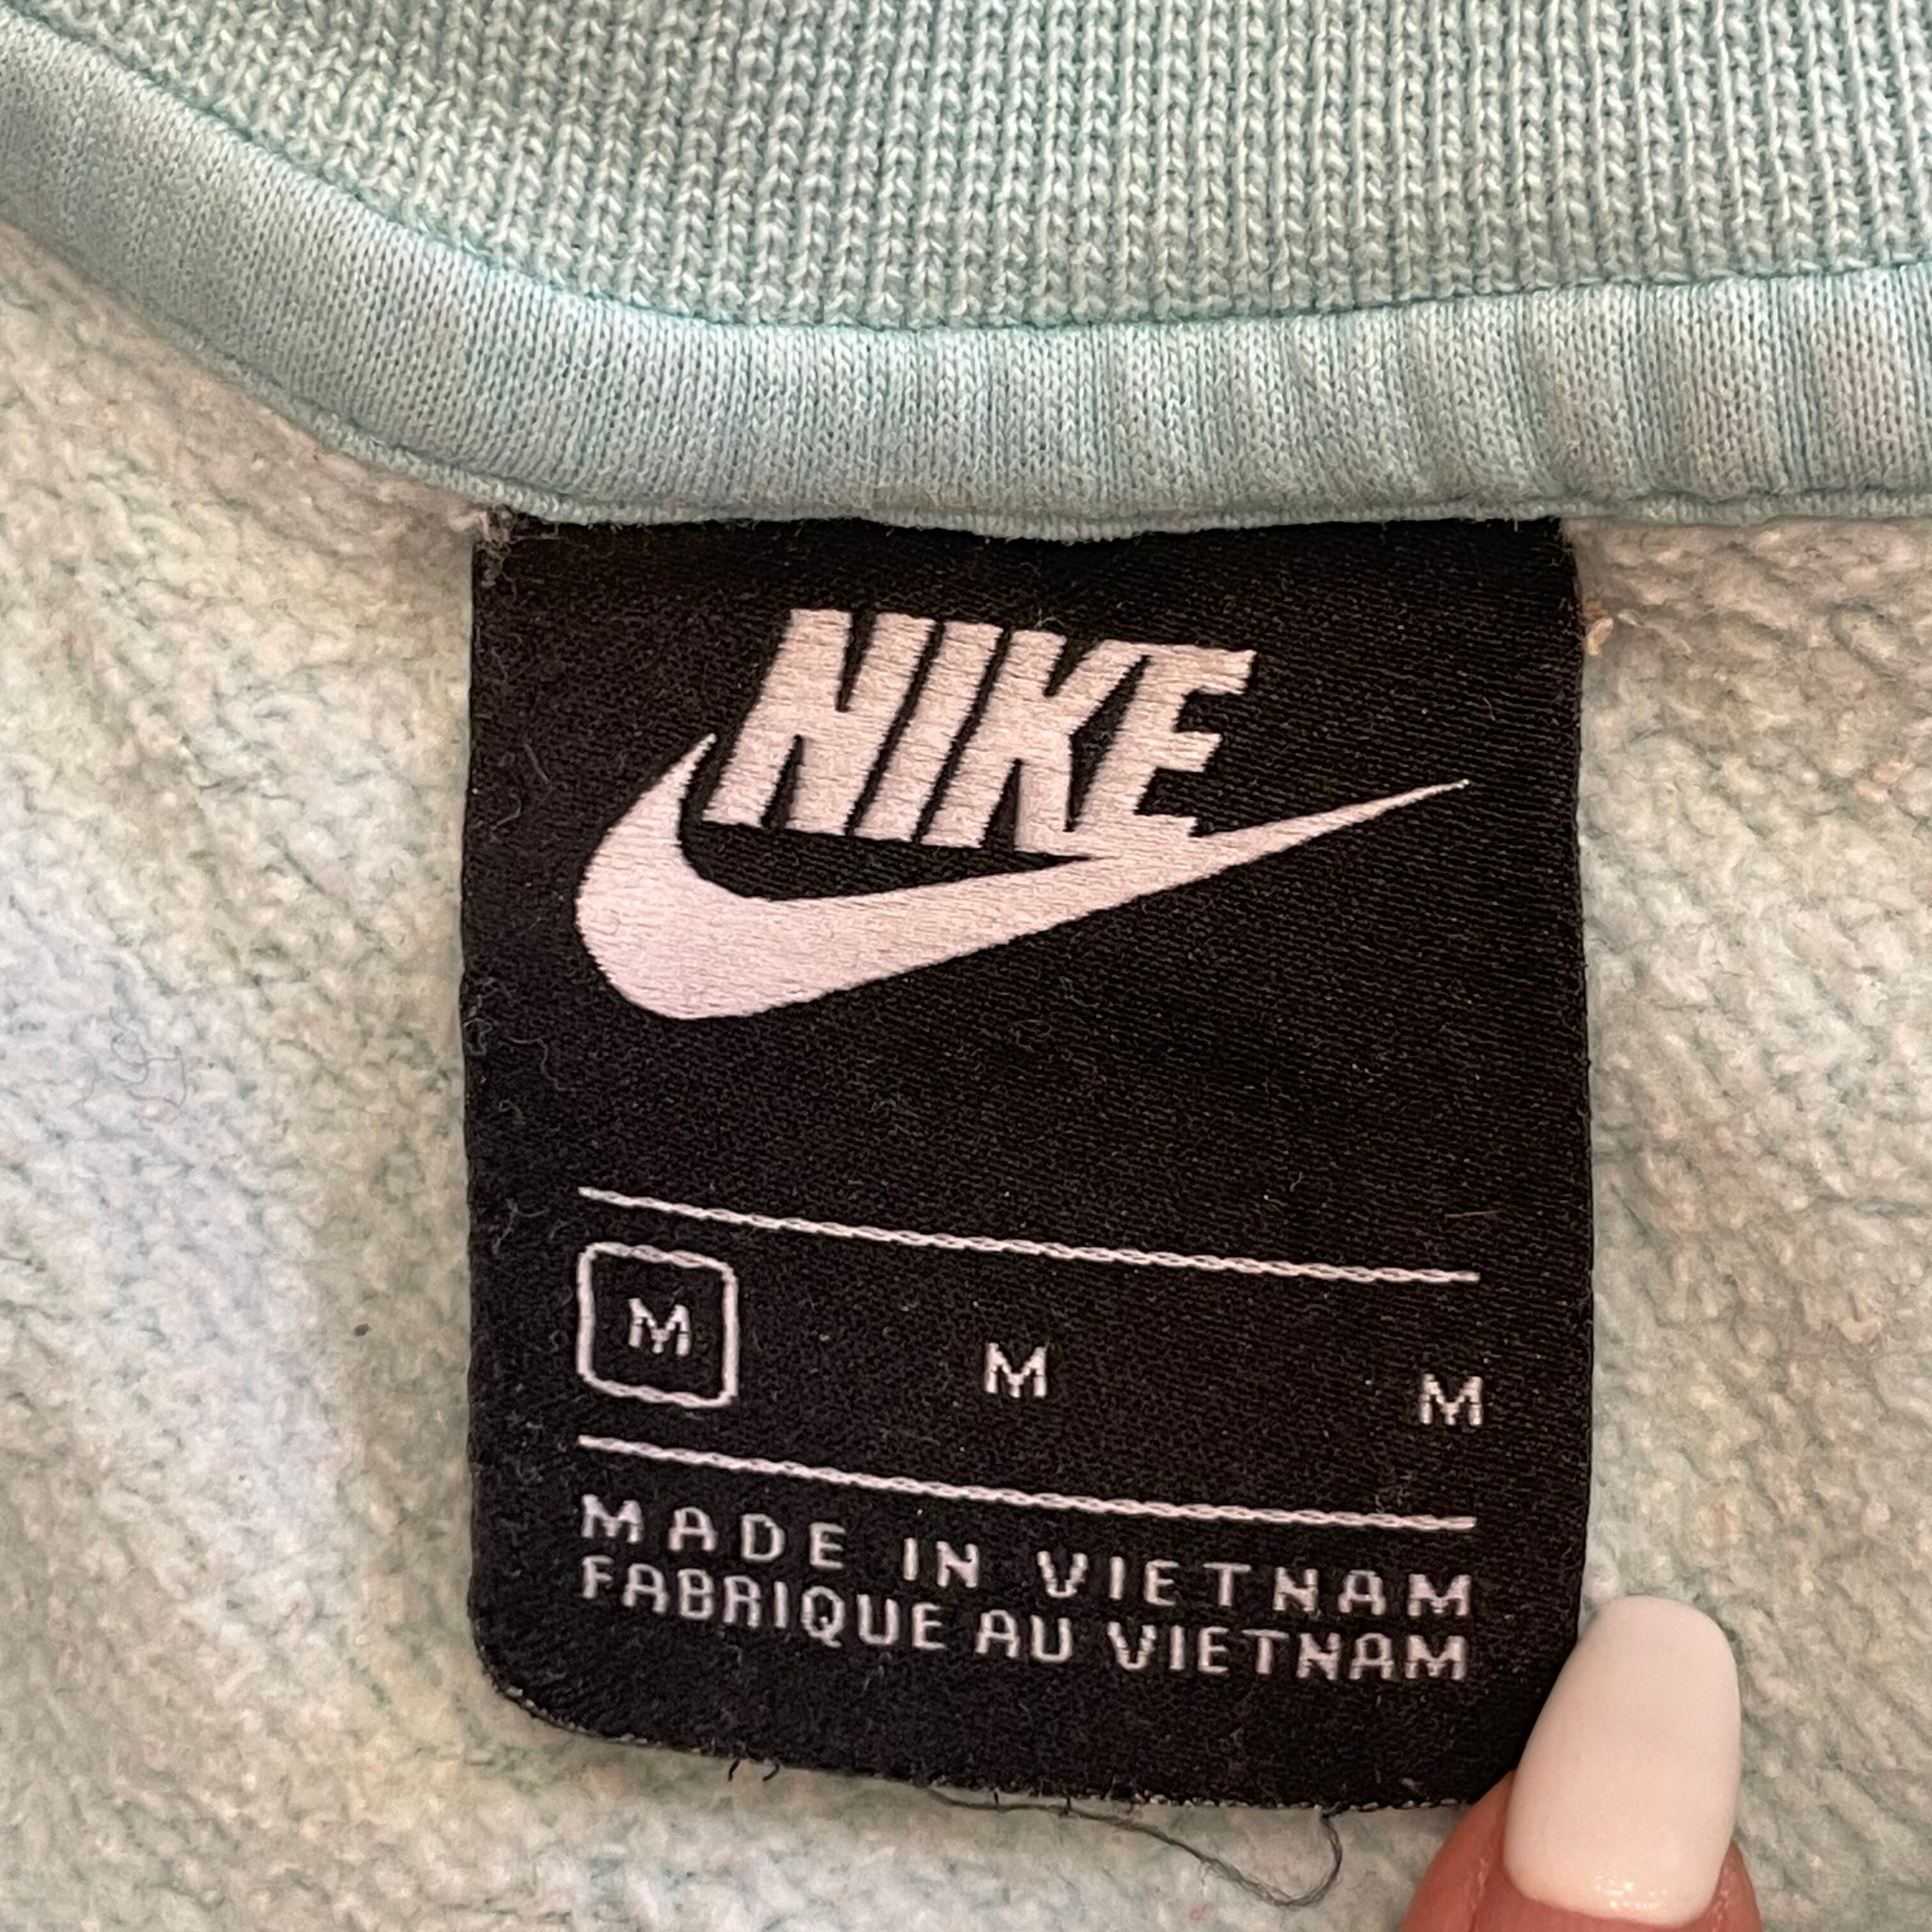 NIKE
M M M
MADE IN VIETNAM
FABRIQUE AU VIETNAM